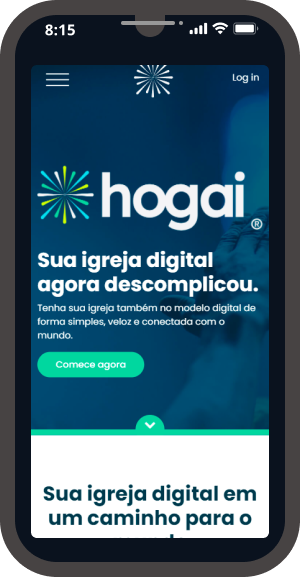 8:15
Log in
hogai®
Sua igreja digital
agora descomplicou.
Tenha sua igreja também no modelo digital de
forma simples, veloz e conectada com o
mundo.
Comece agora
Sua igreja digital em
um caminho para o